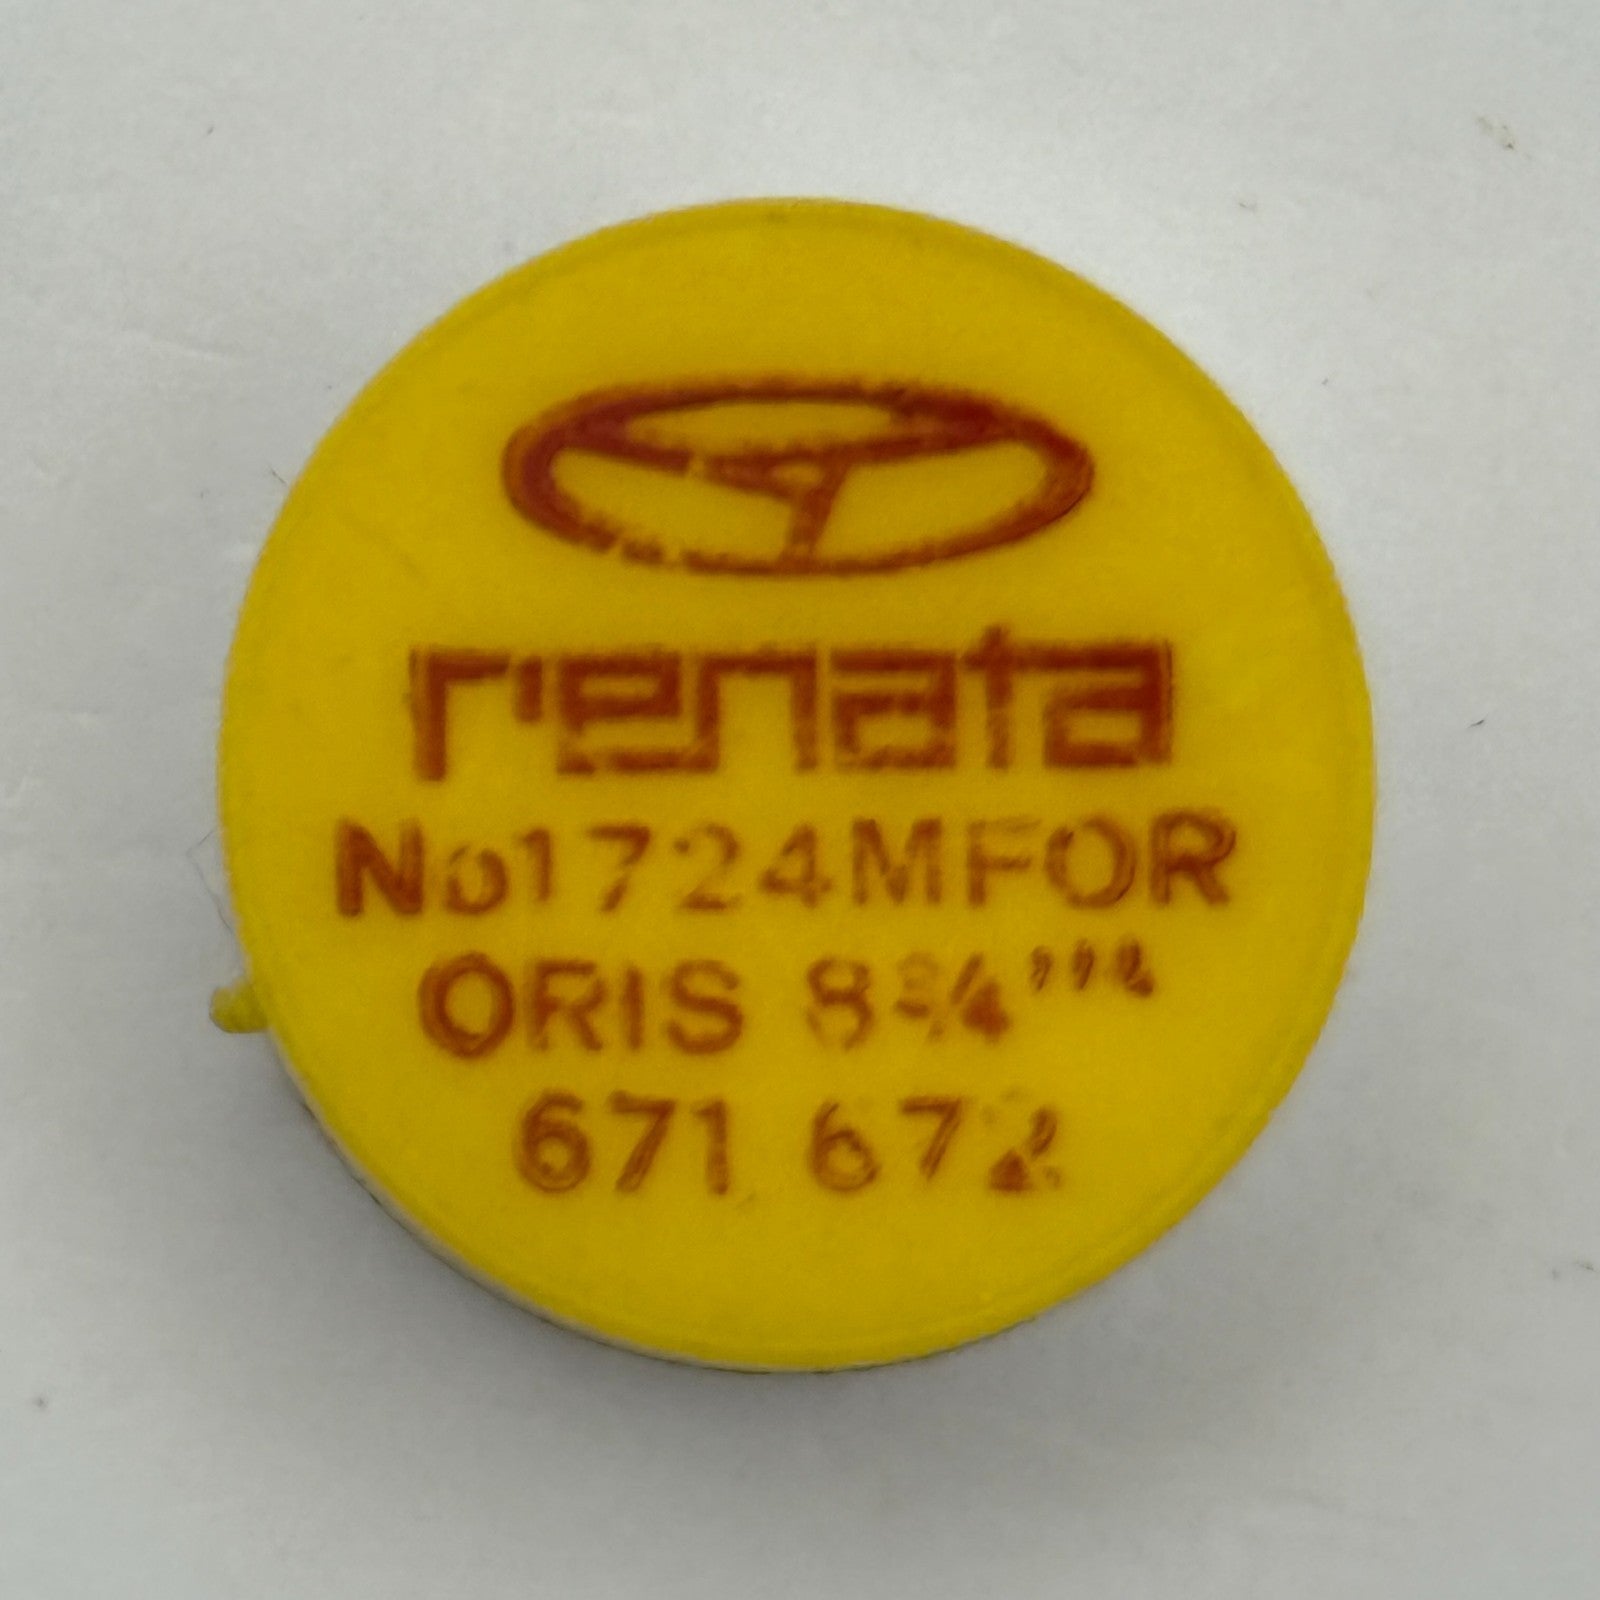 renata
No1724MFOR
ORIS 8¾'''
671 672